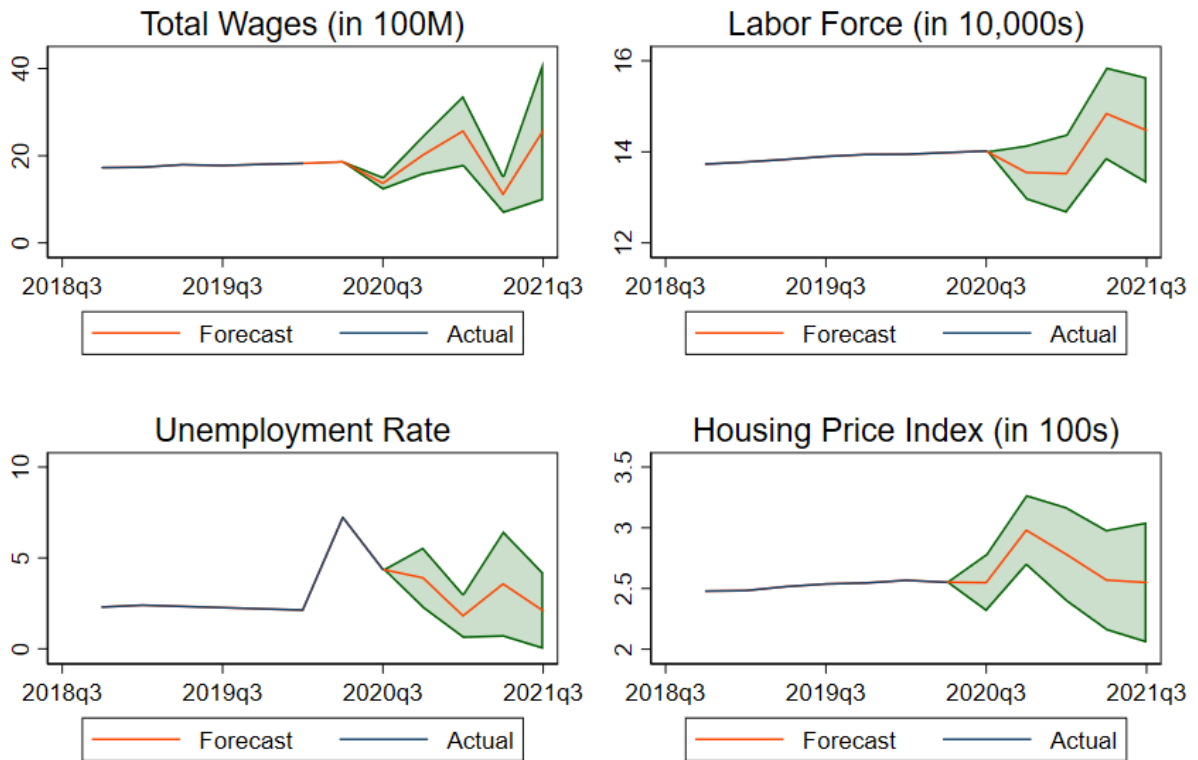 Total Wages (in 100M)
40
20
0
2018q3 2019q3 2020q3 2021q3
Forecast Actual
Labor Force (in 10,000s)
16
14
12
2018q3 2019q3 2020q3 2021q3
Forecast Actual
Unemployment Rate
10
5
0
2018q3 2019q3 2020q3 2021q3
Forecast Actual
Housing Price Index (in 100s)
3.5
3
2.5
2
2018q3 2019q3 2020q3 2021q3
Forecast Actual